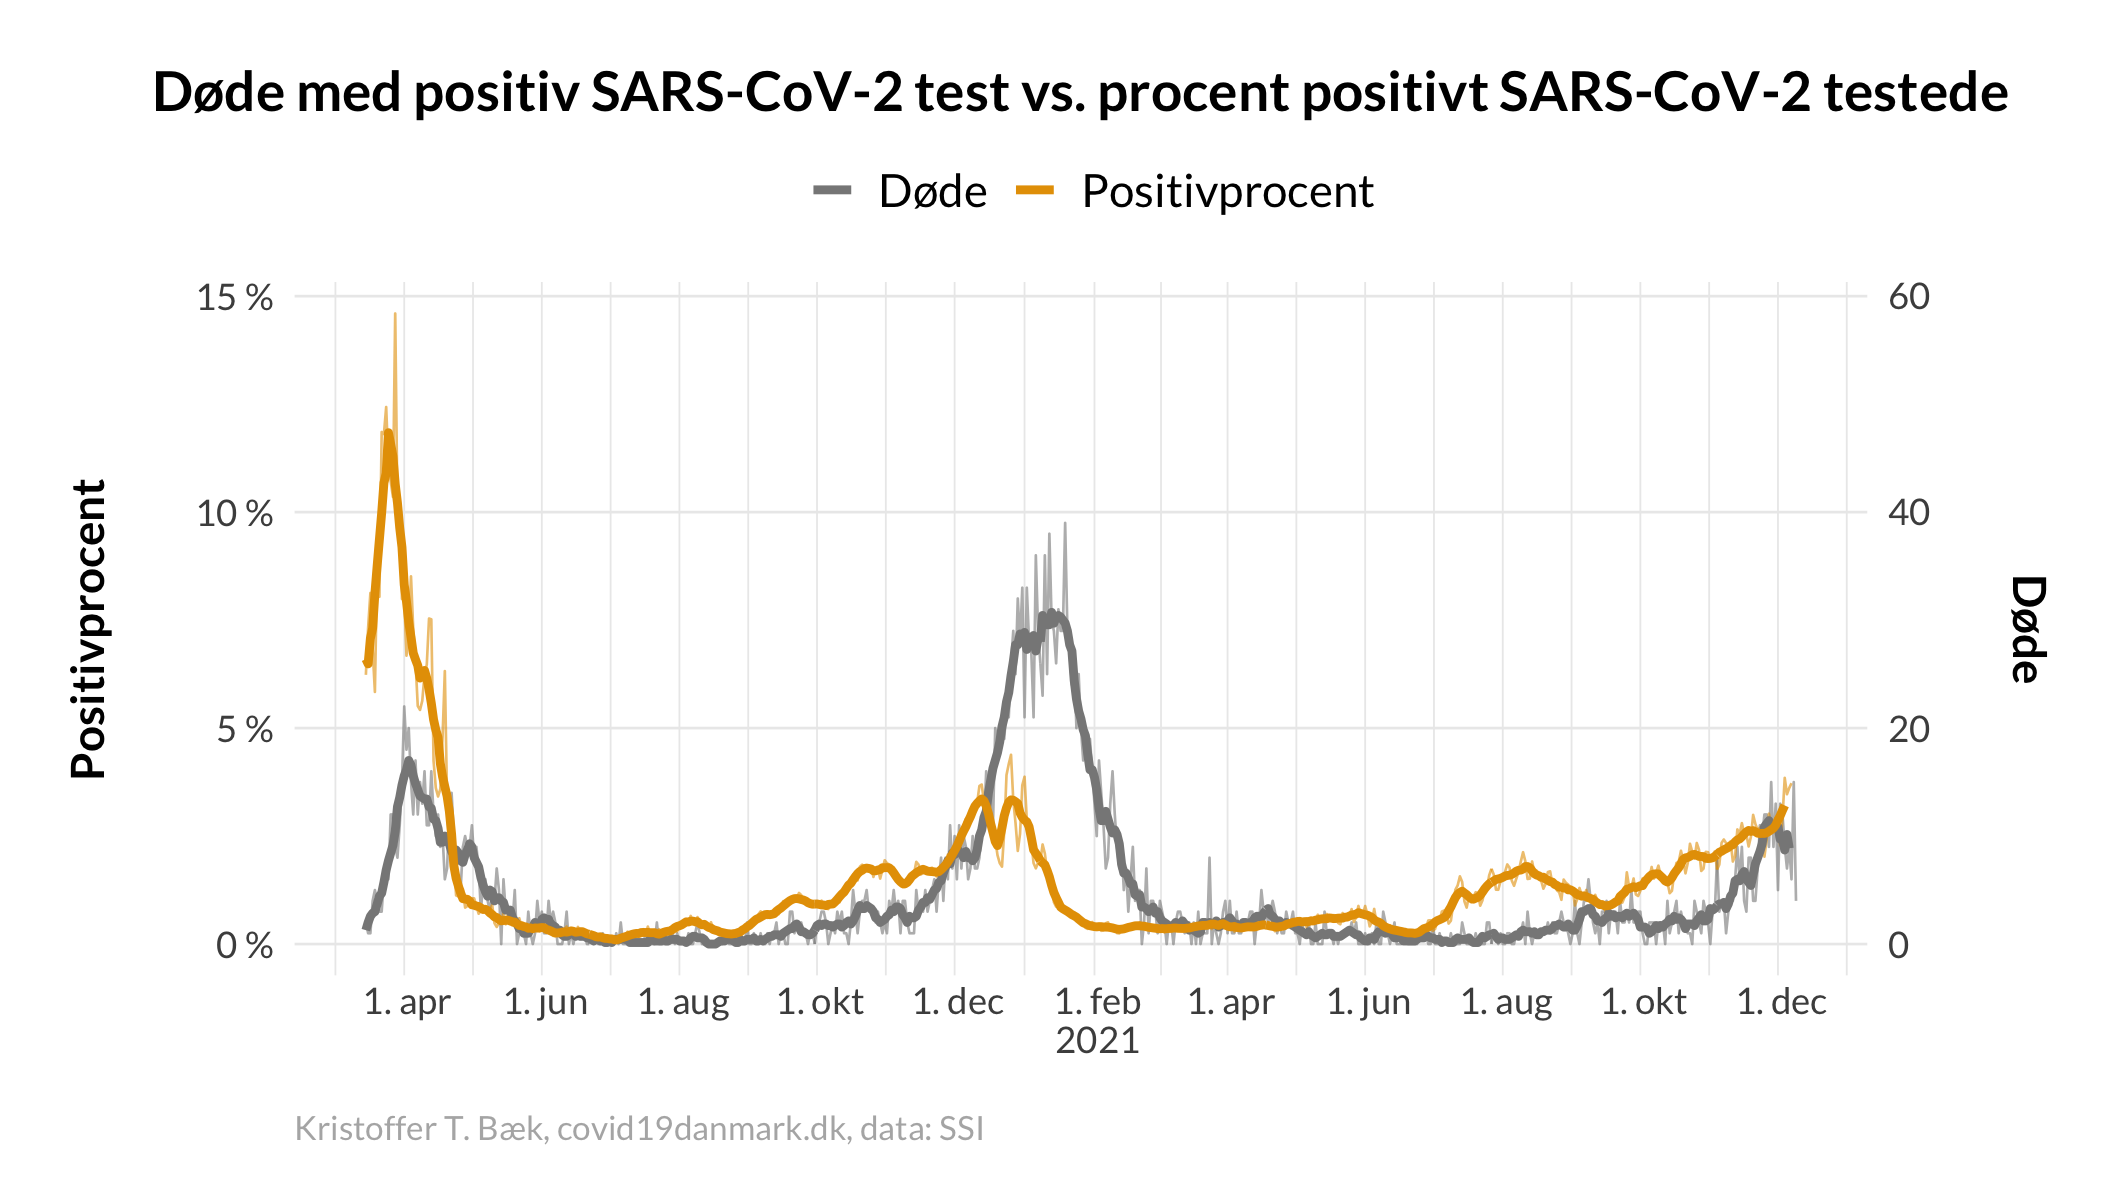 Døde med positiv SARS-CoV-2 test vs. procent positivt SARS-CoV-2 testede
Døde Positivprocent
15 % 60
10 % 40
5 % 20
0 % 0
Positivprocent
Døde
1. apr 1. jun 1. aug 1. okt 1. dec 1. feb 1. apr 1. jun 1. aug 1. okt 1. dec
2021
Kristoffer T. Bæk, covid19danmark.dk, data: SSI